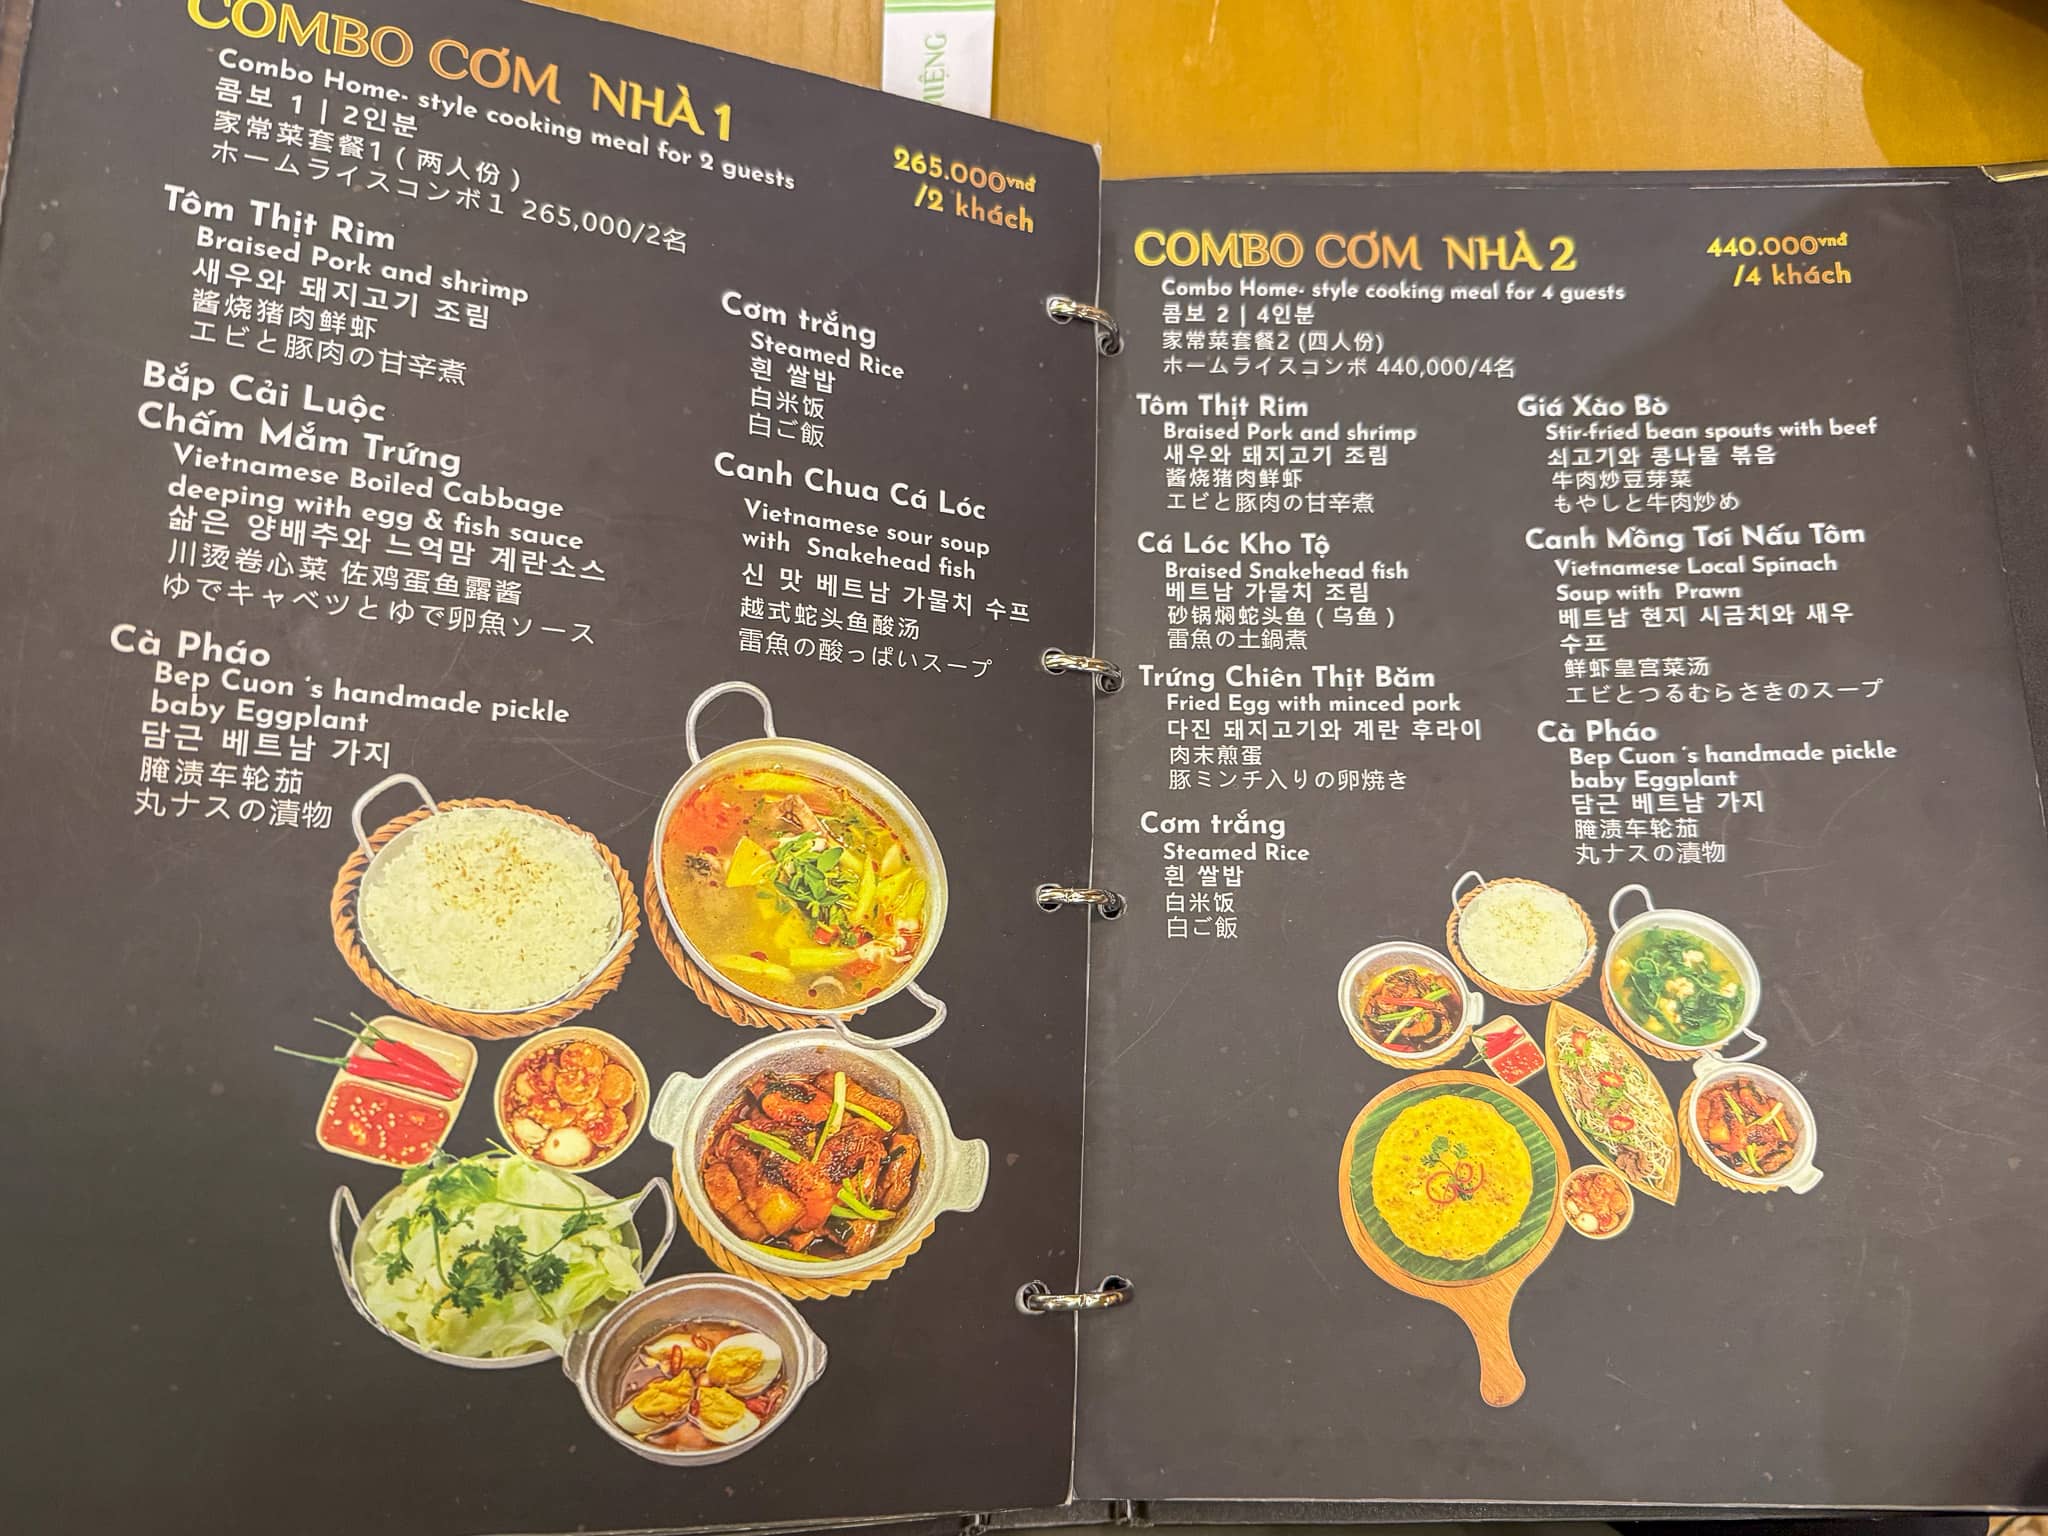 COMBO CƠM NHÀ 1
Combo Home- style cooking meal for 2 guests
콤보 1 | 2인분
家常菜套餐1 ( 两人份 )
ホームライスコンボ１ 265,000/2名
265.000vnđ
/2 khách
Tôm Thịt Rim
Braised Pork and shrimp
새우와 돼지고기 조림
酱烧猪肉鲜虾
エビと豚肉の甘辛煮
Bắp Cải Luộc
Chấm Mắm Trứng
Vietnamese Boiled Cabbage
deeping with egg & fish sauce
삶은 양배추와 느억맘 계란소스
川烫卷心菜 佐鸡蛋鱼露酱
ゆでキャベツとゆで卵魚ソース
Cà Pháo
Bep Cuon 's handmade pickle
baby Eggplant
담근 베트남 가지
腌渍车轮茄
丸ナスの漬物
Cơm trắng
Steamed Rice
흰 쌀밥
白米饭
白ご飯
Canh Chua Cá Lóc
Vietnamese sour soup
with Snakehead fish
신 맛 베트남 가물치 수프
越式蛇头鱼酸汤
雷魚の酸っぱいスープ
MIỆNG
COMBO CƠM NHÀ 2
Combo Home- style cooking meal for 4 guests
콤보 2 | 4인분
家常菜套餐2 (四人份)
ホームライスコンボ 440,000/4名
440.000vnđ
/4 khách
Tôm Thịt Rim
Braised Pork and shrimp
새우와 돼지고기 조림
酱烧猪肉鲜虾
エビと豚肉の甘辛煮
Cá Lóc Kho Tộ
Braised Snakehead fish
베트남 가물치 조림
砂锅焖蛇头鱼 ( 乌鱼 )
雷魚の土鍋煮
Trứng Chiên Thịt Băm
Fried Egg with minced pork
다진 돼지고기와 계란 후라이
肉末煎蛋
豚ミンチ入りの卵焼き
Cơm trắng
Steamed Rice
흰 쌀밥
白米饭
白ご飯
Giá Xào Bò
Stir-fried bean spouts with beef
쇠고기와 콩나물 볶음
牛肉炒豆芽菜
もやしと牛肉炒め
Canh Mồng Tơi Nấu Tôm
Vietnamese Local Spinach
Soup with Prawn
베트남 현지 시금치와 새우
수프
鲜虾皇宫菜汤
エビとつるむらさきのスープ
Cà Pháo
Bep Cuon 's handmade pickle
baby Eggplant
담근 베트남 가지
腌渍车轮茄
丸ナスの漬物